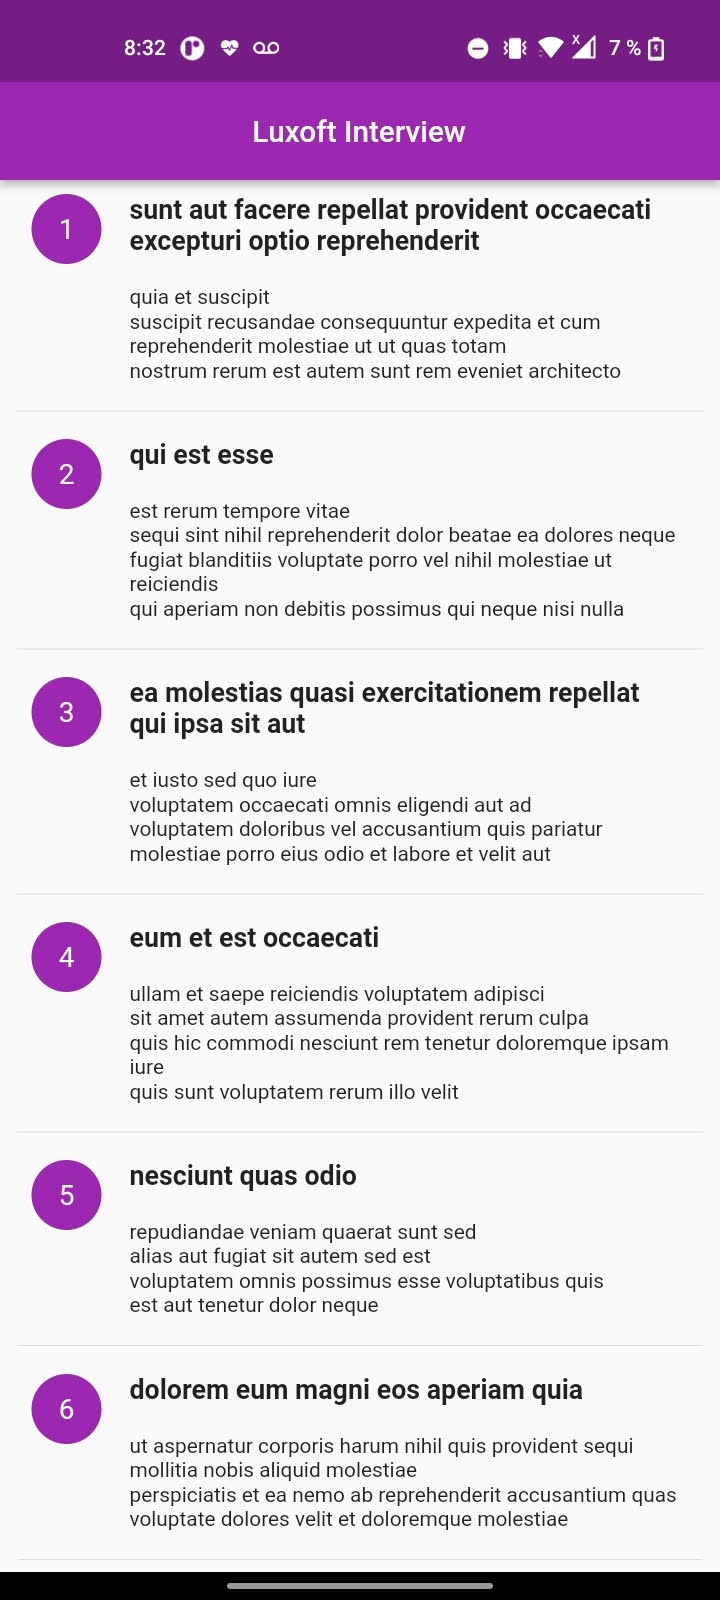 8:32
x
7 %
Luxoft Interview
1
sunt aut facere repellat provident occaecati
excepturi optio reprehenderit
quia et suscipit
suscipit recusandae consequuntur expedita et cum
reprehenderit molestiae ut ut quas totam
nostrum rerum est autem sunt rem eveniet architecto
2
qui est esse
est rerum tempore vitae
sequi sint nihil reprehenderit dolor beatae ea dolores neque
fugiat blanditiis voluptate porro vel nihil molestiae ut
reiciendis
qui aperiam non debitis possimus qui neque nisi nulla
3
ea molestias quasi exercitationem repellat
qui ipsa sit aut
et iusto sed quo iure
voluptatem occaecati omnis eligendi aut ad
voluptatem doloribus vel accusantium quis pariatur
molestiae porro eius odio et labore et velit aut
4
eum et est occaecati
ullam et saepe reiciendis voluptatem adipisci
sit amet autem assumenda provident rerum culpa
quis hic commodi nesciunt rem tenetur doloremque ipsam
iure
quis sunt voluptatem rerum illo velit
5
nesciunt quas odio
repudiandae veniam quaerat sunt sed
alias aut fugiat sit autem sed est
voluptatem omnis possimus esse voluptatibus quis
est aut tenetur dolor neque
6
dolorem eum magni eos aperiam quia
ut aspernatur corporis harum nihil quis provident sequi
mollitia nobis aliquid molestiae
perspiciatis et ea nemo ab reprehenderit accusantium quas
voluptate dolores velit et doloremque molestiae